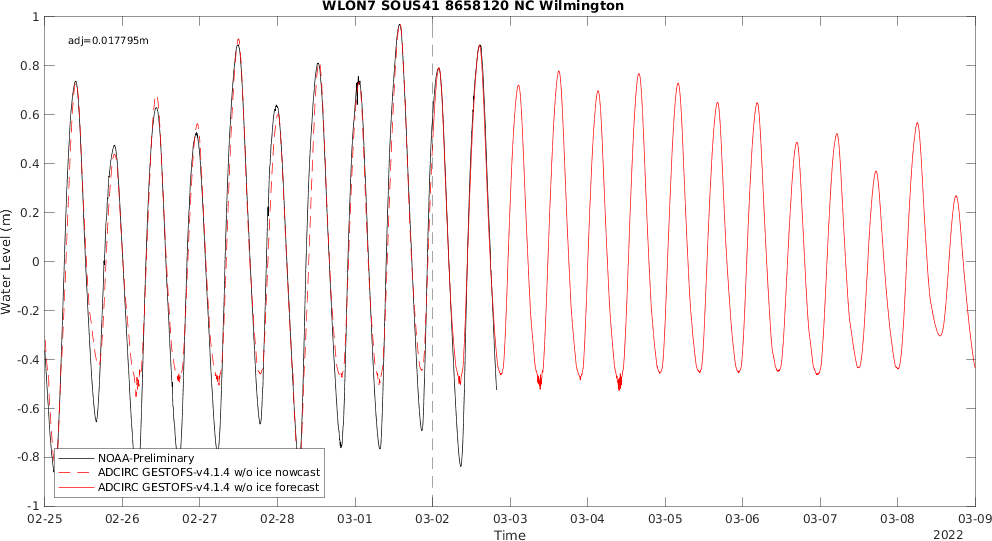 WLON7 SOUS41 8658120 NC Wilmington
adj=0.017795m
1
0.8
0.6
0.4
0.2
0
-0.2
-0.4
-0.6
-0.8
-1
Water Level (m)
NOAA-Preliminary
ADCIRC GESTOFS-v4.1.4 w/o ice nowcast
ADCIRC GESTOFS-v4.1.4 w/o ice forecast
02-25 02-26 02-27 02-28 03-01 03-02 03-03 03-04 03-05 03-06 03-07 03-08 03-09
Time
2022